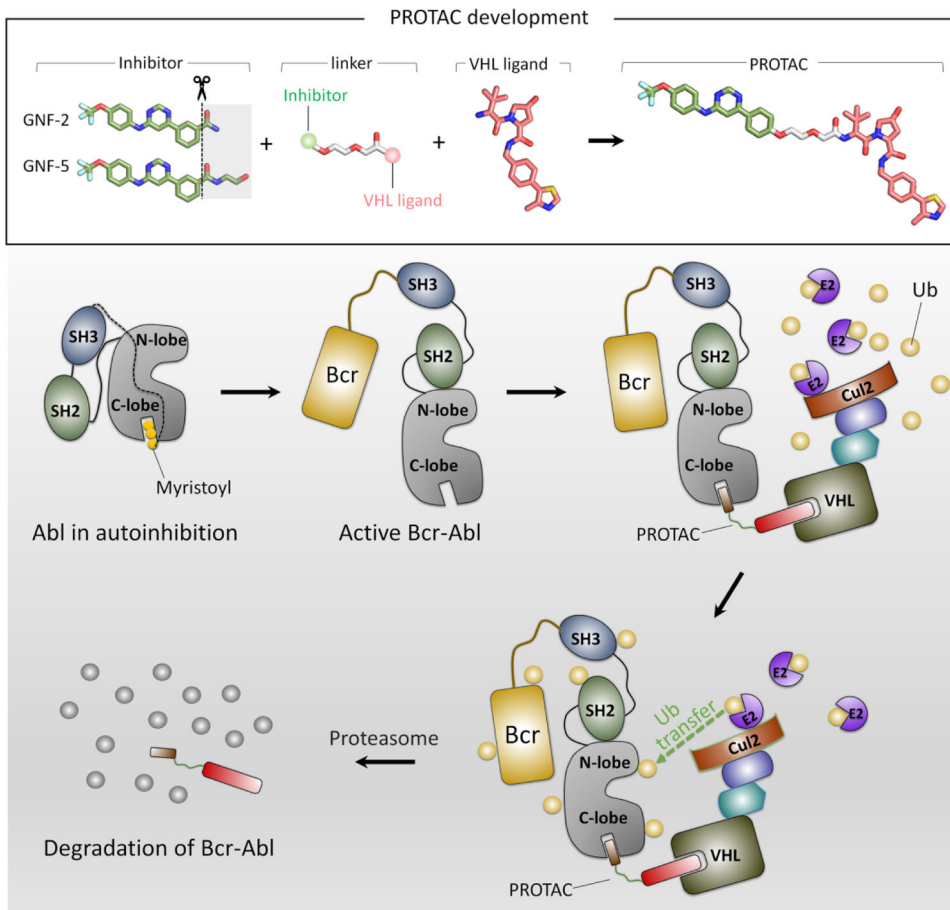 PROTAC development
Inhibitor
linker
VHL ligand
PROTAC
GNF-2
GNF-5
+
Inhibitor
VHL ligand
+
SH3
SH2
N-lobe
C-lobe
Myristoyl
Abl in autoinhibition
SH3
Bcr
SH2
N-lobe
C-lobe
Active Bcr-Abl
SH3
Bcr
SH2
N-lobe
C-lobe
PROTAC
E2
E2
E2
Ub
Cul2
VHL
SH3
Bcr
SH2
N-lobe
C-lobe
Ub
transfer
E2
E2
E2
Cul2
VHL
PROTAC
Proteasome
Degradation of Bcr-Abl